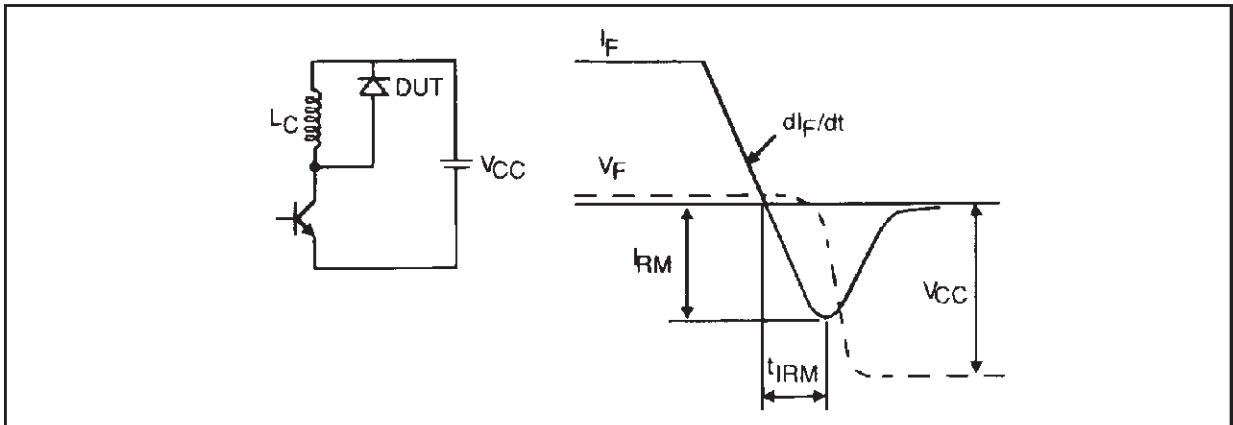 DUT
LC
VCC
IF
dIF/dt
VF
IRM
VCC
tIRM